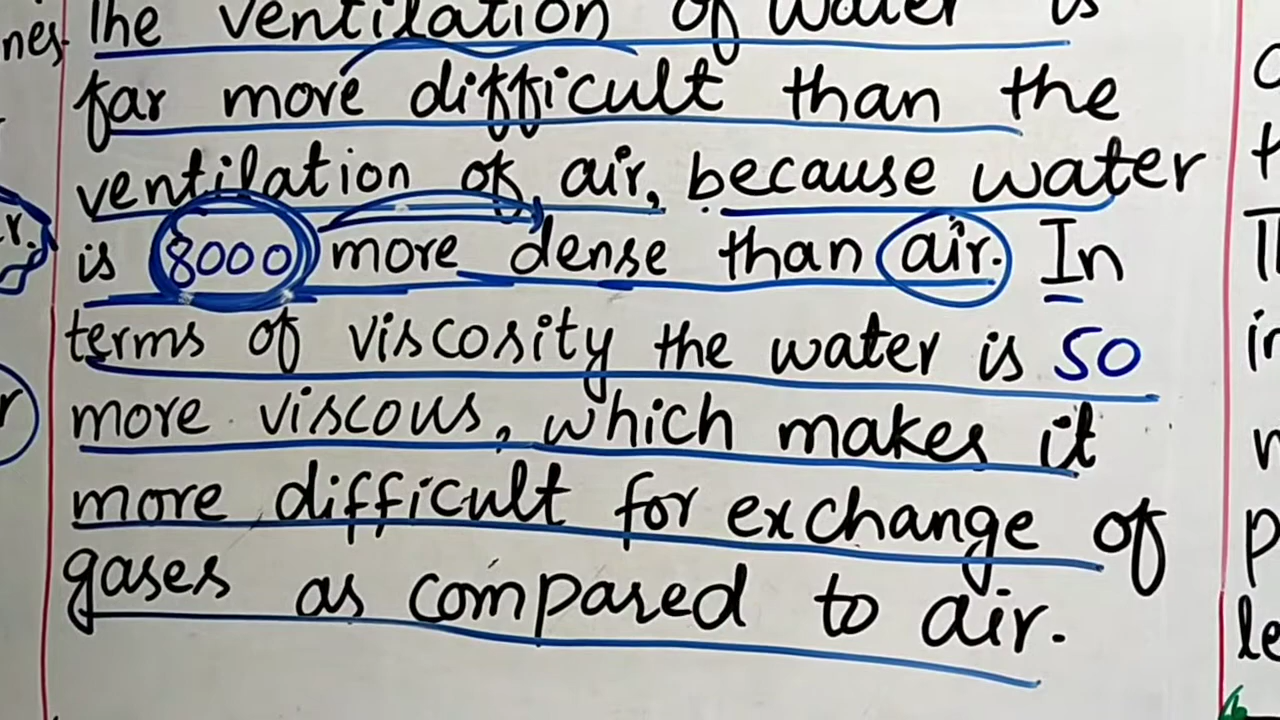 nes. The ventilation of water is
far more difficult than the
ventilation of air, because water
r. is 8000 more dense than air. In
terms of viscosity the water is 50
more viscous, which makes it
more difficult for exchange of
gases as compared to air.